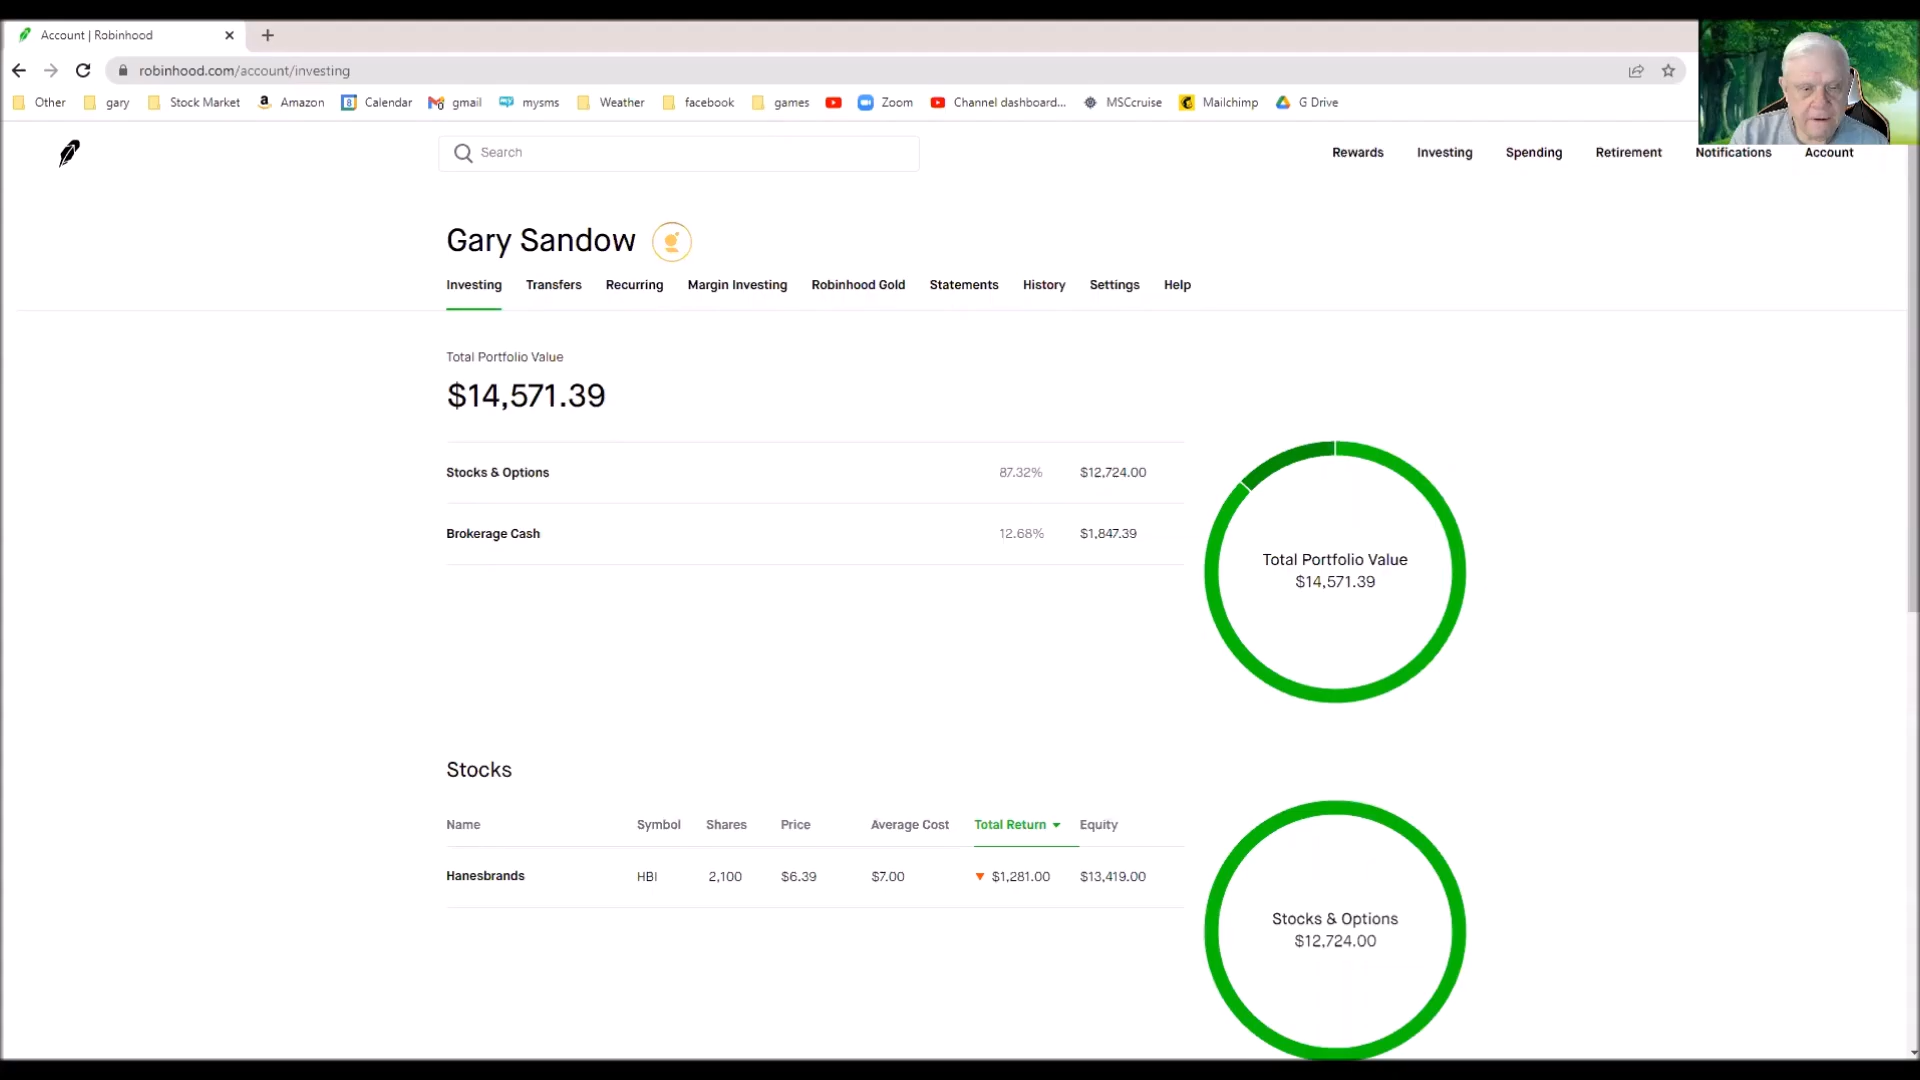 Account | Robinhood
robinhood.com/account/investing
Other gary Stock Market Amazon Calendar gmail mysms Weather facebook games Zoom Channel dashboard... MSCcruise Mailchimp G Drive
Search
Rewards Investing Spending Retirement Notifications Account
Gary Sandow
Investing Transfers Recurring Margin Investing Robinhood Gold Statements History Settings Help
Total Portfolio Value
$14,571.39
Stocks & Options 87.32% $12,724.00
Brokerage Cash 12.68% $1,847.39
Total Portfolio Value
$14,571.39
Stocks
Name Symbol Shares Price Average Cost Total Return Equity
Hanesbrands HBI 2,100 $6.39 $7.00 $1,281.00 $13,419.00
Stocks & Options
$12,724.00